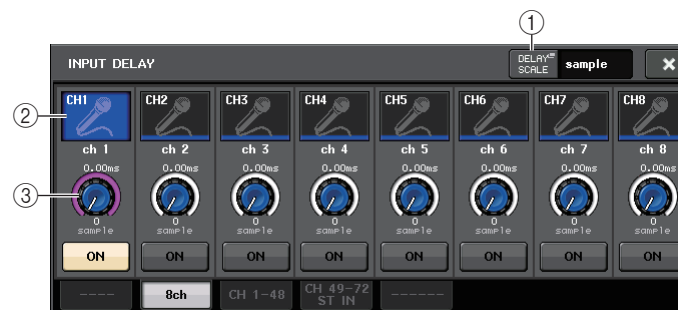 1
INPUT DELAY
DELAY SCALE sample
×
2
CH1 CH2 CH3 CH4 CH5 CH6 CH7 CH8
ch 1 ch 2 ch 3 ch 4 ch 5 ch 6 ch 7 ch 8
3
0.00ms 0.00ms 0.00ms 0.00ms 0.00ms 0.00ms 0.00ms 0.00ms
0 0 0 0 0 0 0 0
sample sample sample sample sample sample sample sample
ON ON ON ON ON ON ON ON
---- 8ch CH 1-48 CH 49-72 ST IN ------